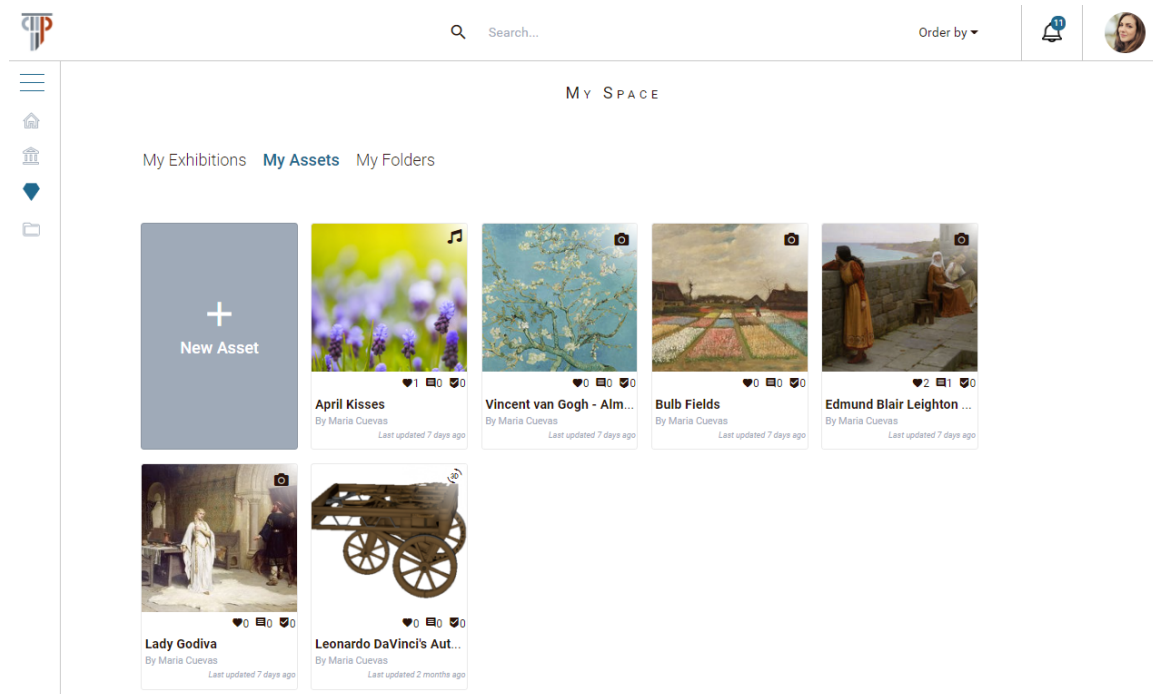 Search...
Order by
11
My Space
My Exhibitions My Assets My Folders
New Asset
1 0 0
April Kisses
By Maria Cuevas
Last updated 7 days ago
0 0 0
Vincent van Gogh - Alm...
By Maria Cuevas
Last updated 7 days ago
0 0 0
Bulb Fields
By Maria Cuevas
Last updated 7 days ago
2 1 0
Edmund Blair Leighton ...
By Maria Cuevas
Last updated 7 days ago
0 0 0
Lady Godiva
By Maria Cuevas
Last updated 7 days ago
3D
0 0 0
Leonardo DaVinci's Aut...
By Maria Cuevas
Last updated 2 months ago